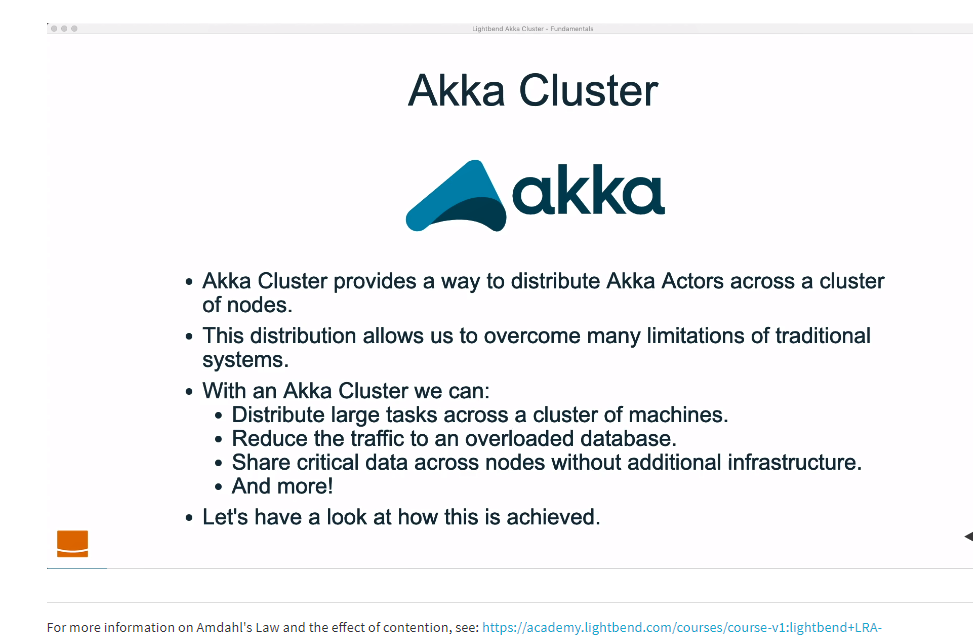 Lightbend Akka Cluster - Fundamentals
Akka Cluster
akka
• Akka Cluster provides a way to distribute Akka Actors across a cluster
of nodes.
• This distribution allows us to overcome many limitations of traditional
systems.
• With an Akka Cluster we can:
• Distribute large tasks across a cluster of machines.
• Reduce the traffic to an overloaded database.
• Share critical data across nodes without additional infrastructure.
• And more!
• Let's have a look at how this is achieved.
For more information on Amdahl's Law and the effect of contention, see: https://academy.lightbend.com/courses/course-v1:lightbend+LRA-